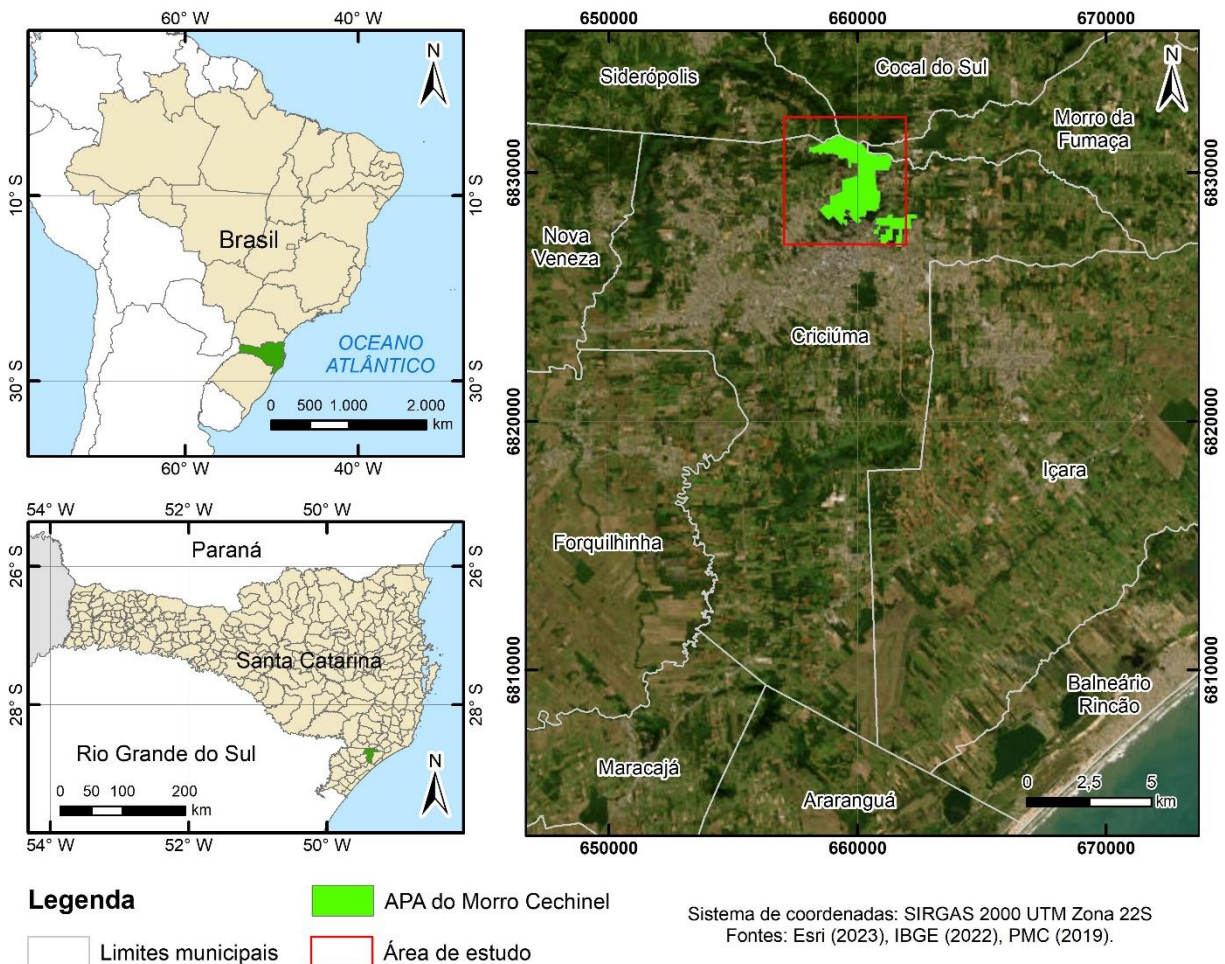 60° W
40° W
N
10° S
10° S
Brasil
OCEANO
ATLÂNTICO
30° S
30° S
0 500 1.000 2.000
km
60° W
40° W
54° W
52° W
50° W
26° S
26° S
Paraná
Santa Catarina
28° S
28° S
Rio Grande do Sul
N
0 50 100 200
km
54° W
52° W
50° W
650000
660000
670000
Siderópolis
Cocal do Sul
N
Morro da
Fumaça
6830000
6830000
Nova
Veneza
Criciúma
6820000
6820000
Içara
Forquilhinha
6810000
6810000
Balneário
Rincão
Maracajá
Araranguá
0 2,5 5
km
650000
660000
670000
Legenda
APA do Morro Cechinel
Limites municipais
Área de estudo
Sistema de coordenadas: SIRGAS 2000 UTM Zona 22S
Fontes: Esri (2023), IBGE (2022), PMC (2019).